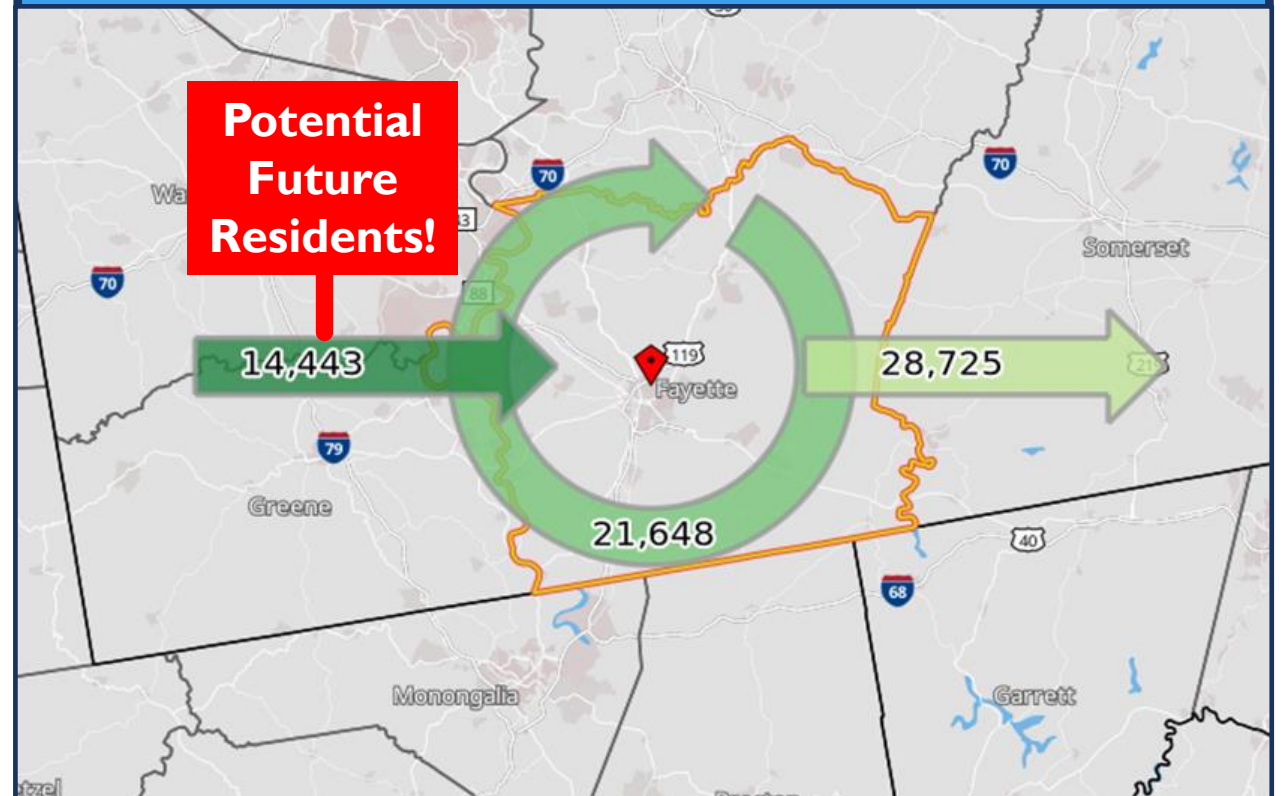 Potential
Future
Residents!
70
70
83
Somerset
70
88
14,443
119
28,725
Fayette
79
Greene
21,648
40
68
Monongalia
Garrett